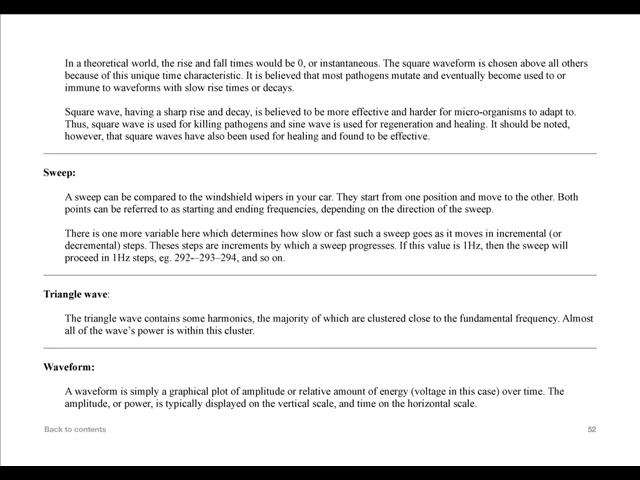 In a theoretical world, the rise and fall times would be 0, or instantaneous. The square waveform is chosen above all others
because of this unique time characteristic. It is believed that most pathogens mutate and eventually become used to or
immune to waveforms with slow rise times or decays.
Square wave, having a sharp rise and decay, is believed to be more effective and harder for micro-organisms to adapt to.
Thus, square wave is used for killing pathogens and sine wave is used for regeneration and healing. It should be noted,
however, that square waves have also been used for healing and found to be effective.
Sweep:
A sweep can be compared to the windshield wipers in your car. They start from one position and move to the other. Both
points can be referred to as starting and ending frequencies, depending on the direction of the sweep.
There is one more variable here which determines how slow or fast such a sweep goes as it moves in incremental (or
decremental) steps. Theses steps are increments by which a sweep progresses. If this value is 1Hz, then the sweep will
proceed in 1Hz steps, eg. 292-–293–294, and so on.
Triangle wave:
The triangle wave contains some harmonics, the majority of which are clustered close to the fundamental frequency. Almost
all of the wave's power is within this cluster.
Waveform:
A waveform is simply a graphical plot of amplitude or relative amount of energy (voltage in this case) over time. The
amplitude, or power, is typically displayed on the vertical scale, and time on the horizontal scale.
Back to contents
52